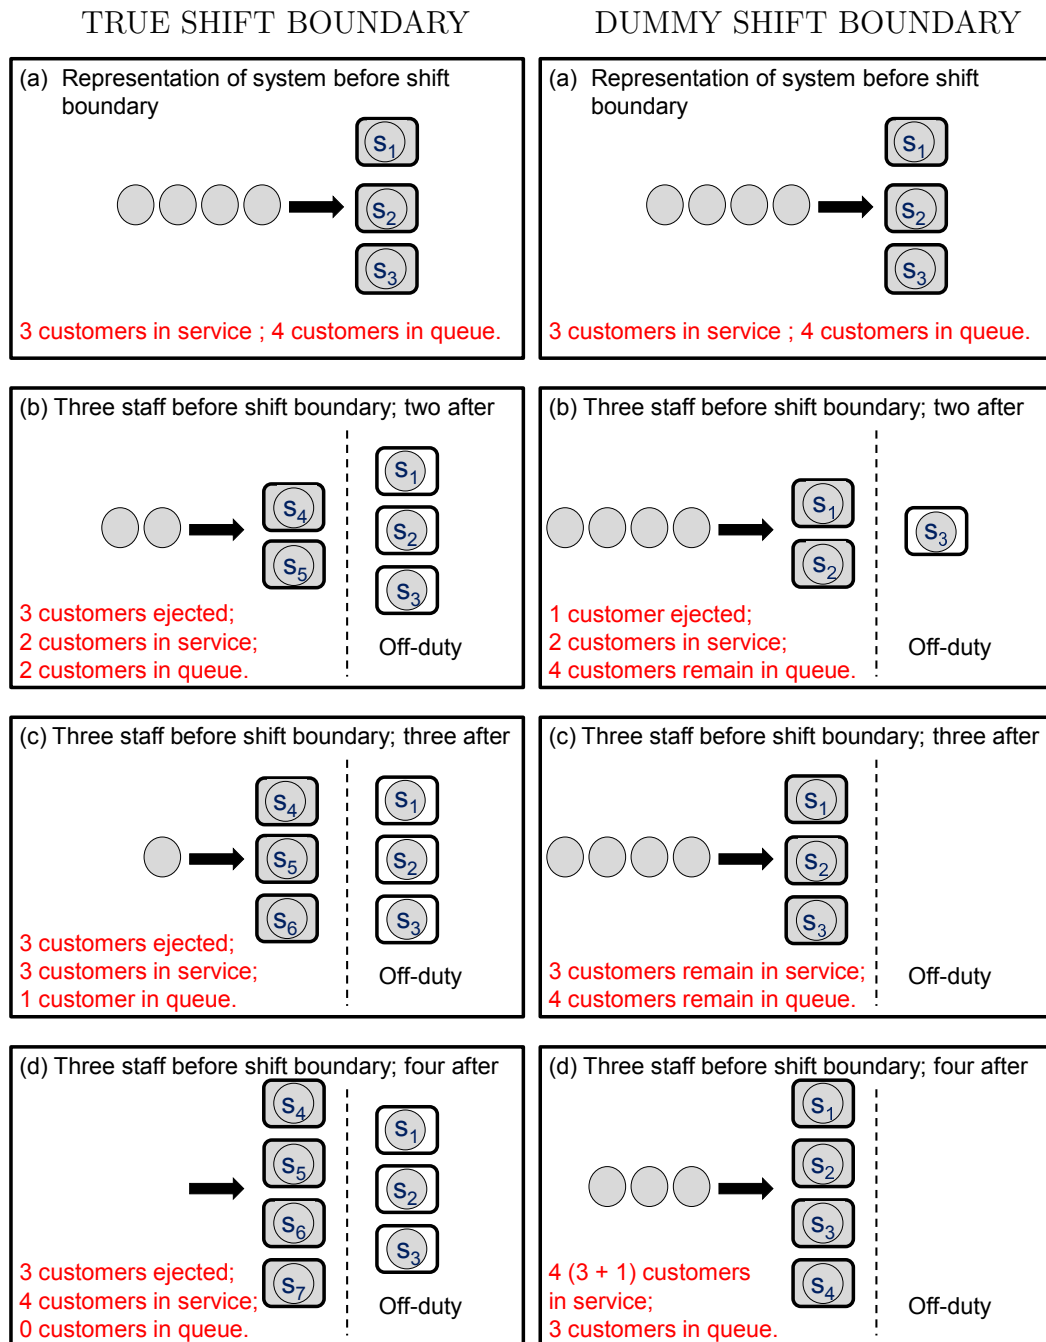 TRUE SHIFT BOUNDARY
(a) Representation of system before shift
boundary
s1
s2
s3
3 customers in service ; 4 customers in queue.
(b) Three staff before shift boundary; two after
s4
s5
s1
s2
s3
3 customers ejected;
2 customers in service;
2 customers in queue.
Off-duty
(c) Three staff before shift boundary; three after
s4
s5
s6
s1
s2
s3
3 customers ejected;
3 customers in service;
1 customer in queue.
Off-duty
(d) Three staff before shift boundary; four after
s4
s5
s6
s7
s1
s2
s3
3 customers ejected;
4 customers in service;
0 customers in queue.
Off-duty
DUMMY SHIFT BOUNDARY
(a) Representation of system before shift
boundary
s1
s2
s3
3 customers in service ; 4 customers in queue.
(b) Three staff before shift boundary; two after
s1
s2
s3
1 customer ejected;
2 customers in service;
4 customers remain in queue.
Off-duty
(c) Three staff before shift boundary; three after
s1
s2
s3
3 customers remain in service;
4 customers remain in queue.
Off-duty
(d) Three staff before shift boundary; four after
s1
s2
s3
s4
4 (3 + 1) customers
in service;
3 customers in queue.
Off-duty